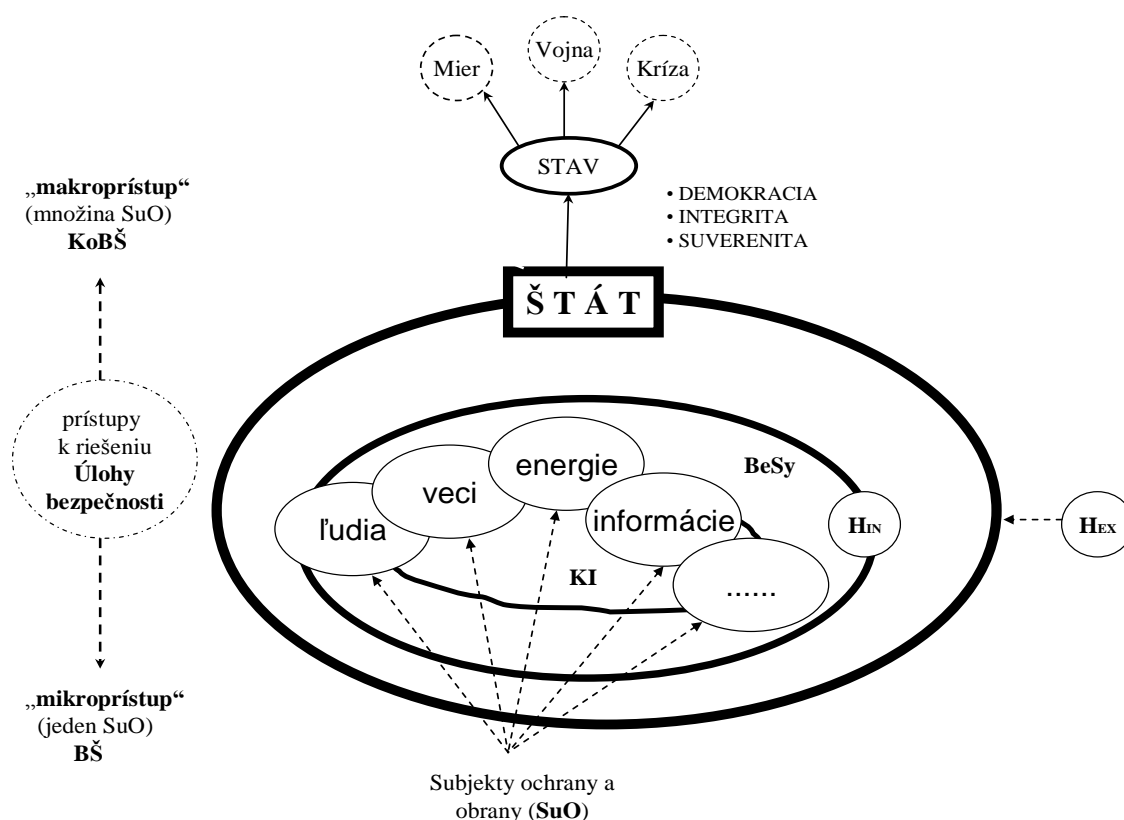 Mier
Vojna
Kríza
STAV
„makroprístup“
(množina SuO)
KoBŠ
• DEMOKRACIA
• INTEGRITA
• SUVERENITA
Š T Á T
prístupy
k riešeniu
Úlohy
bezpečnosti
energie
veci
BeSy
informácie
ľudia
HIN
HEX
KI
......
„mikroprístup“
(jeden SuO)
BŠ
Subjekty ochrany a
obrany (SuO)